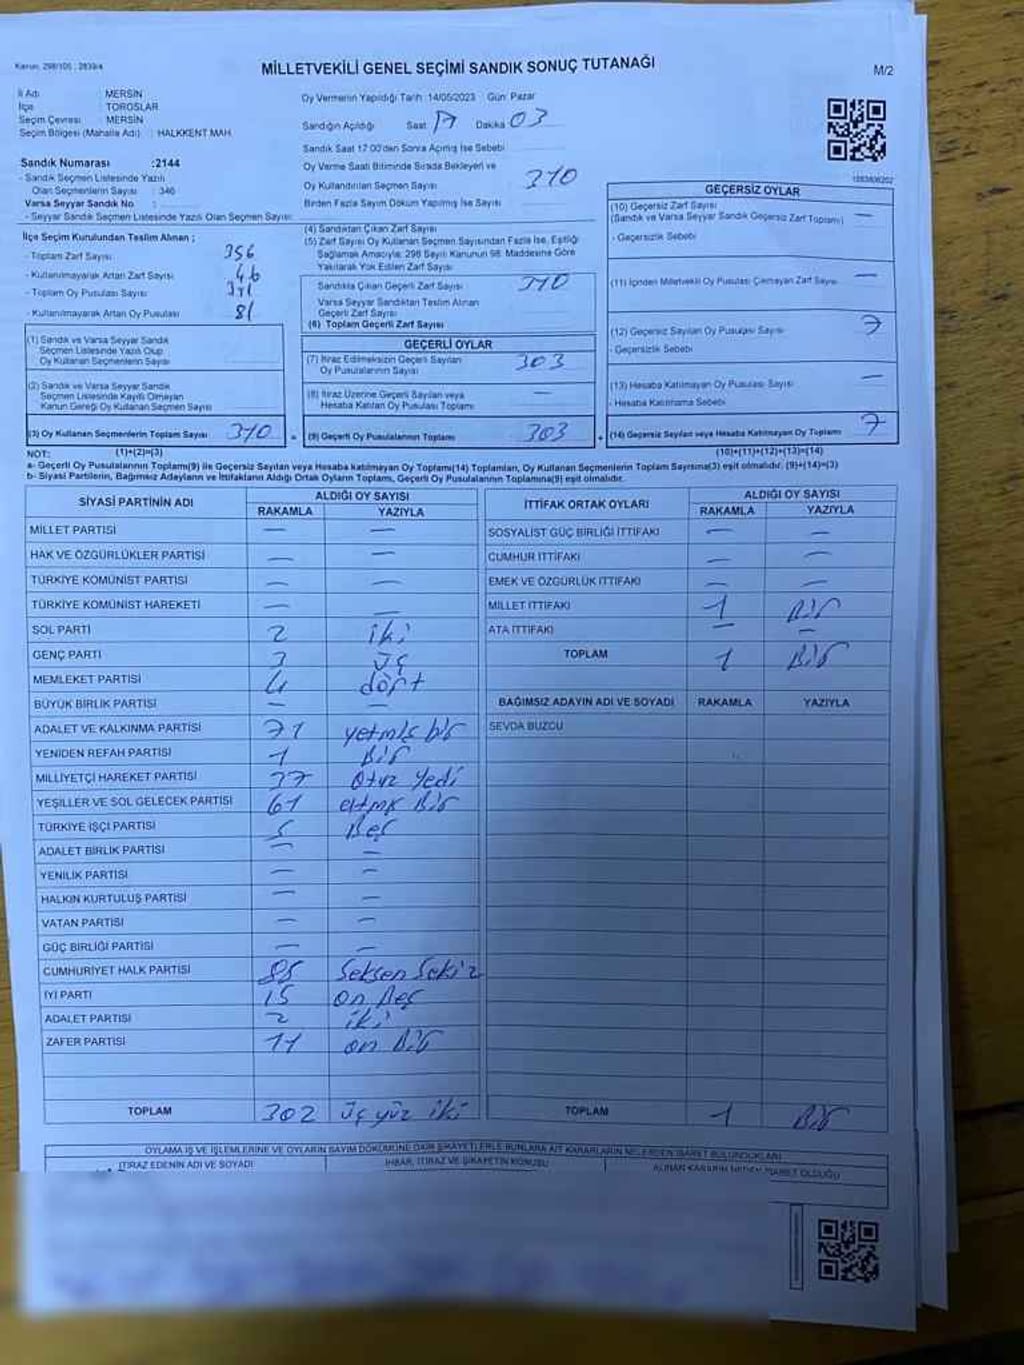 Kanun: 298/105 : 2839/4
MİLLETVEKİLİ GENEL SEÇİMİ SANDIK SONUÇ TUTANAĞI
M/2
İl Adı : MERSİN
İlçe : TOROSLAR
Seçim Çevresi : MERSİN
Seçim Bölgesi (Mahalle Adı) : HALKKENT MAH.
Sandık Numarası :2144
- Sandık Seçmen Listesinde Yazılı
Olan Seçmenlerin Sayısı : 346
Varsa Seyyar Sandık No :
- Seyyar Sandık Seçmen Listesinde Yazılı Olan Seçmen Sayısı:
İlçe Seçim Kurulundan Teslim Alınan ;
- Toplam Zarf Sayısı 356
- Kullanılmayarak Artan Zarf Sayısı 46
- Toplam Oy Pusulası Sayısı
- Kullanılmayarak Artan Oy Pusulası 81
(1) Sandık ve Varsa Seyyar Sandık
Seçmen Listesinde Yazılı Olup
Oy Kullanan Seçmenlerin Sayısı
(2) Sandık ve Varsa Seyyar Sandık
Seçmen Listesinde Kayıtlı Olmayan
Kanun Gereği Oy Kullanan Seçmen Sayısı
(3) Oy Kullanan Seçmenlerin Toplam Sayısı 310
Oy Vermenin Yapıldığı Tarih: 14/05/2023 Gün: Pazar
Sandığın Açıldığı Saat 17 Dakika 03
Sandık Saat 17.00'den Sonra Açılmış İse Sebebi
Oy Verme Saati Bitiminde Sırada Bekleyen ve
Oy Kullandırılan Seçmen Sayısı 310
Birden Fazla Sayım Döküm Yapılmış İse Sayısı
(4) Sandıktan Çıkan Zarf Sayısı
(5) Zarf Sayısı Oy Kullanan Seçmen Sayısından Fazla İse, Eşitliği
Sağlamak Amacıyla; 298 Sayılı Kanunun 98. Maddesine Göre
Yakılarak Yok Edilen Zarf Sayısı
Sandıkta Çıkan Geçerli Zarf Sayısı 310
Varsa Seyyar Sandıktan Teslim Alınan
Geçerli Zarf Sayısı
(6) Toplam Geçerli Zarf Sayısı
GEÇERLİ OYLAR
(7) İtiraz Edilmeksizin Geçerli Sayılan
Oy Pusulalarının Sayısı 303
(8) İtiraz Üzerine Geçerli Sayılan veya
Hesaba Katılan Oy Pusulası Toplamı —
= (9) Geçerli Oy Pusulalarının Toplamı 303
GEÇERSİZ OYLAR
(10) Geçersiz Zarf Sayısı
(Sandık ve Varsa Seyyar Sandık Geçersiz Zarf Toplamı) —
- Geçersizlik Sebebi
(11) İçinden Milletvekili Oy Pusulası Çıkmayan Zarf Sayısı —
(12) Geçersiz Sayılan Oy Pusulası Sayısı 7
- Geçersizlik Sebebi
(13) Hesaba Katılmayan Oy Pusulası Sayısı —
- Hesaba Katılmama Sebebi
+ (14) Geçersiz Sayılan veya Hesaba Katılmayan Oy Toplamı 7
NOT: (1)+(2)=(3) (10)+(11)+(12)+(13)=(14)
a- Geçerli Oy Pusulalarının Toplamı(9) ile Geçersiz Sayılan veya Hesaba katılmayan Oy Toplamı(14) Toplamları, Oy Kullanan Seçmenlerin Toplam Sayısına(3) eşit olmalıdır. (9)+(14)=(3)
b- Siyasi Partilerin, Bağımsız Adayların ve İttifakların Aldığı Ortak Oyların Toplamı, Geçerli Oy Pusulalarının Toplamına(9) eşit olmalıdır.
SİYASİ PARTİNİN ADI ALDIĞI OY SAYISI
RAKAMLA YAZIYLA
MİLLET PARTİSİ — —
HAK VE ÖZGÜRLÜKLER PARTİSİ — —
TÜRKİYE KOMÜNİST PARTİSİ — —
TÜRKİYE KOMÜNİST HAREKETİ — —
SOL PARTİ 2 iki
GENÇ PARTİ 3 üç
MEMLEKET PARTİSİ 4 dört
BÜYÜK BİRLİK PARTİSİ — —
ADALET VE KALKINMA PARTİSİ 71 yetmiş bir
YENİDEN REFAH PARTİSİ 1 Bir
MİLLİYETÇİ HAREKET PARTİSİ 37 Otuz Yedi
YEŞİLLER VE SOL GELECEK PARTİSİ 61 altmış Bir
TÜRKİYE İŞÇİ PARTİSİ 5 Beş
ADALET BİRLİK PARTİSİ — —
YENİLİK PARTİSİ — —
HALKIN KURTULUŞ PARTİSİ — —
VATAN PARTİSİ — —
GÜÇ BİRLİĞİ PARTİSİ — —
CUMHURİYET HALK PARTİSİ Seksen Sekiz
İYİ PARTİ 15 On Beş
ADALET PARTİSİ 2 iki
ZAFER PARTİSİ 11 on Bir
TOPLAM 302 üç yüz iki
İTTİFAK ORTAK OYLARI ALDIĞI OY SAYISI
RAKAMLA YAZIYLA
SOSYALİST GÜÇ BİRLİĞİ İTTİFAKI — —
CUMHUR İTTİFAKI — —
EMEK VE ÖZGÜRLÜK İTTİFAKI — —
MİLLET İTTİFAKI 1 Bir
ATA İTTİFAKI — —
TOPLAM 1 Bir
BAĞIMSIZ ADAYIN ADI VE SOYADI RAKAMLA YAZIYLA
SEVDA BUZCU
TOPLAM 1 Bir
OYLAMA İŞ VE İŞLEMLERİNE VE OYLARIN SAYIM DÖKÜMÜNE DAİR ŞİKAYETLERLE BUNLARA AİT KARARLARIN NELERDEN İBARET BULUNDUKLARI
İTİRAZ EDENİN ADI VE SOYADI İHBAR, İTİRAZ VE ŞİKAYETİN KONUSU ALINAN KARARIN NEDEN İBARET OLDUĞU